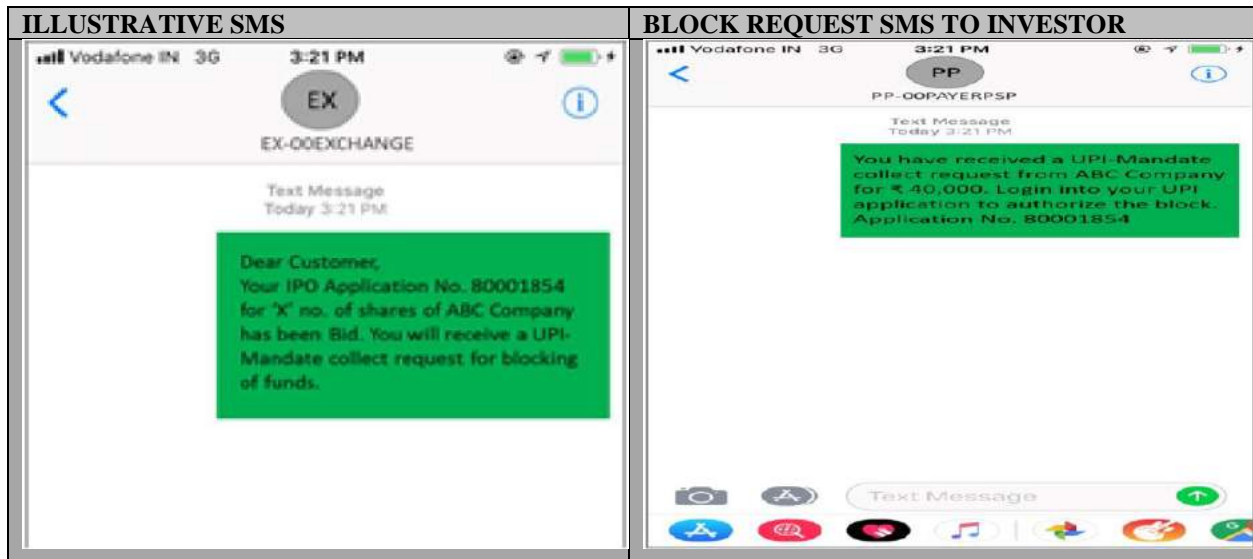 ILLUSTRATIVE SMS
Vodafone IN 3G 3:21 PM
EX
EX-00EXCHANGE
Text Message
Today 3:21 PM
Dear Customer,
Your IPO Application No. 80001854
for 'X' no. of shares of ABC Company
has been Bid. You will receive a UPI-
Mandate collect request for blocking
of funds.
BLOCK REQUEST SMS TO INVESTOR
Vodafone IN 3G 3:21 PM
PP
PP-OOPAYERPSP
Text Message
Today 3:21 PM
You have received a UPI-Mandate
collect request from ABC Company
for ₹ 40,000. Login into your UPI
application to authorize the block.
Application No. 80001854
Text Message